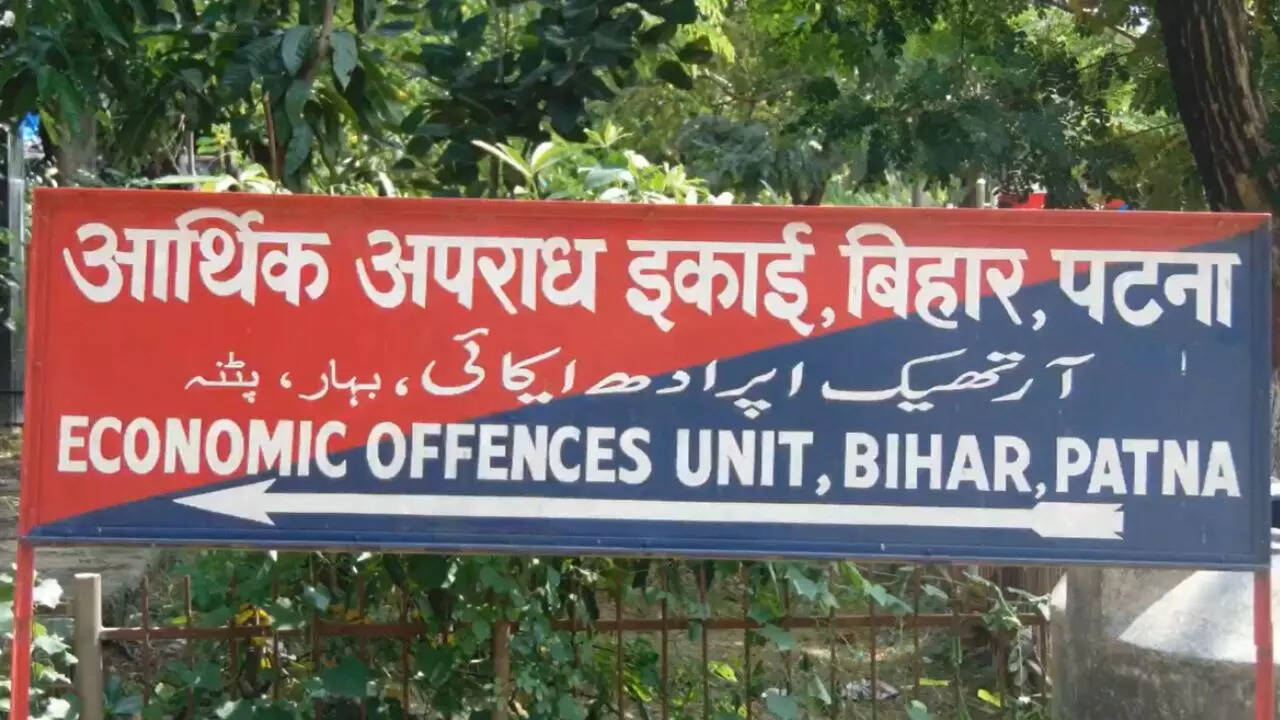 आर्थिक अपराध इकाई, बिहार, पटना
آرتھیک اپرادھ ایکائی، بہار، پٹنہ
ECONOMIC OFFENCES UNIT, BIHAR, PATNA